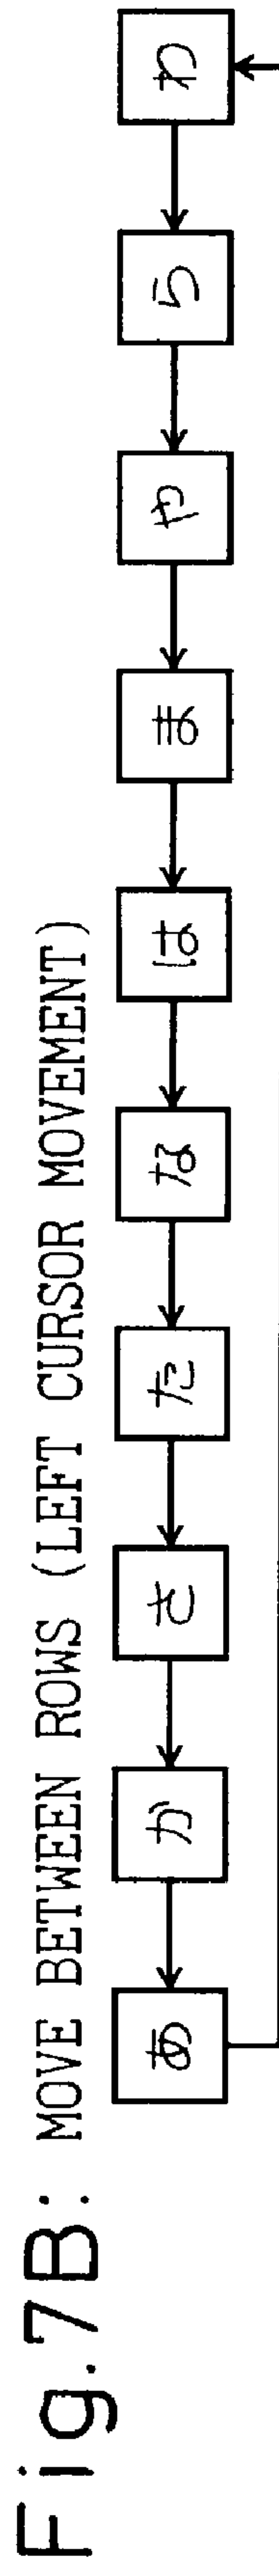 Fig.7B: MOVE BETWEEN ROWS (LEFT CURSOR MOVEMENT)
あ か さ た な は ま や ら わ